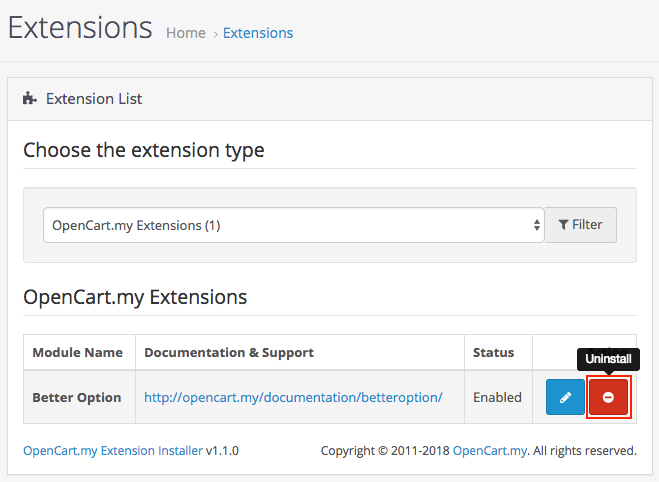 Extensions Home › Extensions
Extension List
Choose the extension type
OpenCart.my Extensions (1) Filter
OpenCart.my Extensions
Uninstall
Module Name Documentation & Support Status
Better Option http://opencart.my/documentation/betteroption/ Enabled
OpenCart.my Extension Installer v1.1.0 Copyright © 2011-2018 OpenCart.my. All rights reserved.